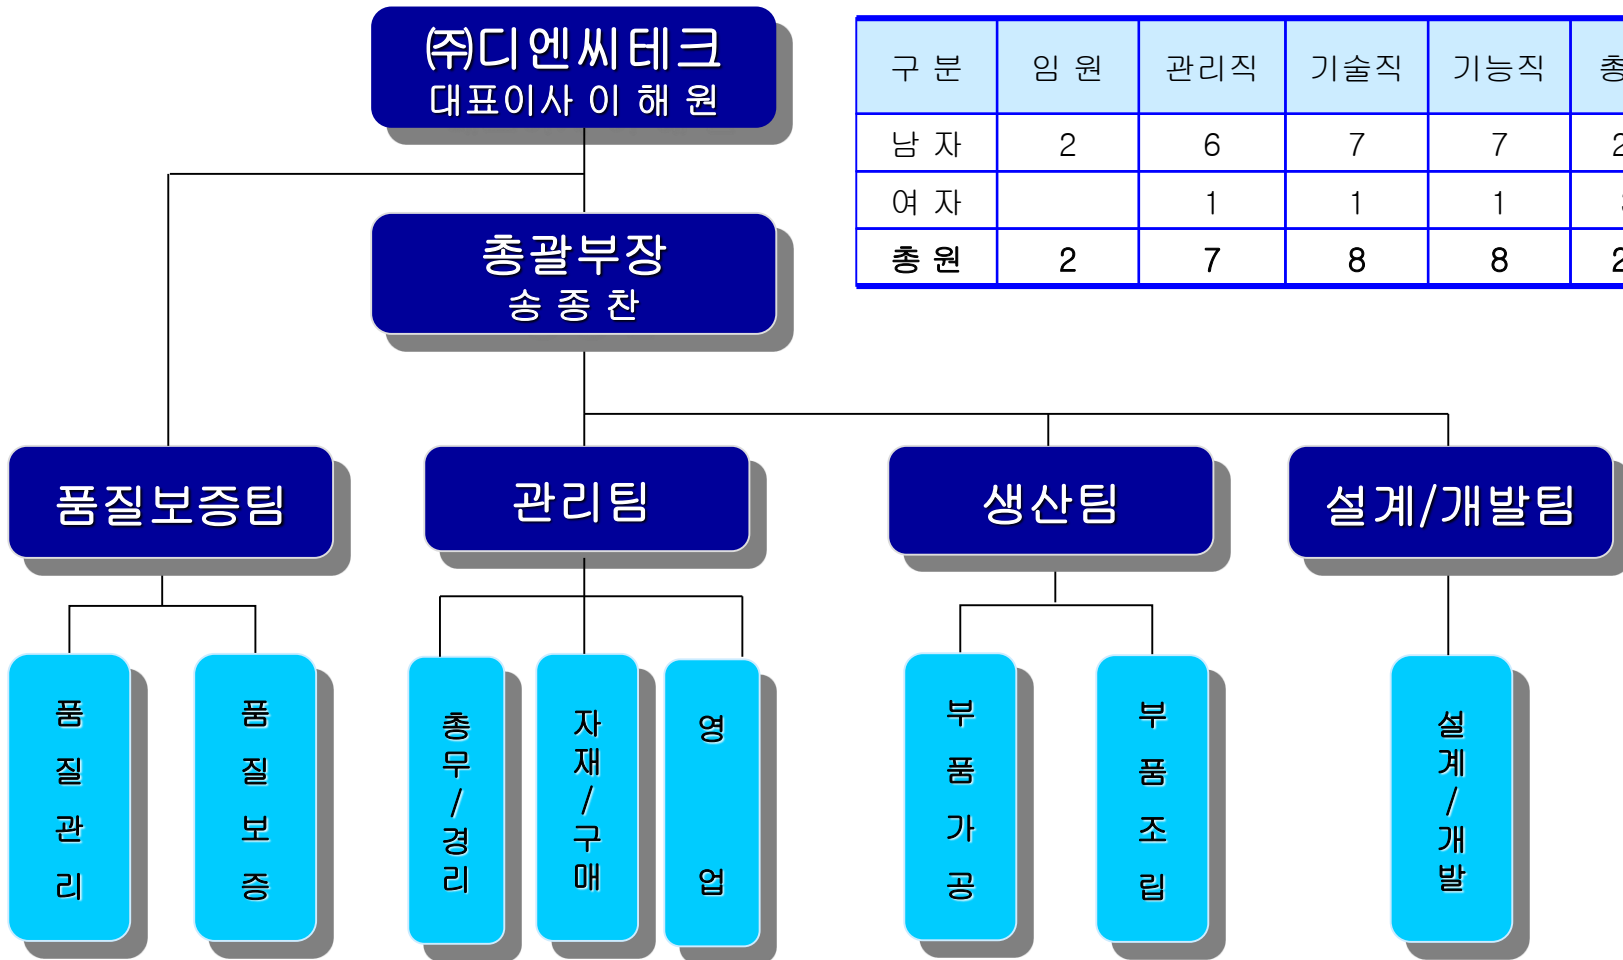 ㈜디엔씨테크
대표이사 이 해 원
구 분 임 원 관리직 기술직 기능직
남 자 2 6 7 7
여 자 1 1 1
총 원 2 7 8 8
총괄부장
송 종 찬
품질보증팀
관리팀
생산팀
설계/개발팀
품질관리
품질보증
총무/경리
자재/구매
영업
부품가공
부품조립
설계/개발